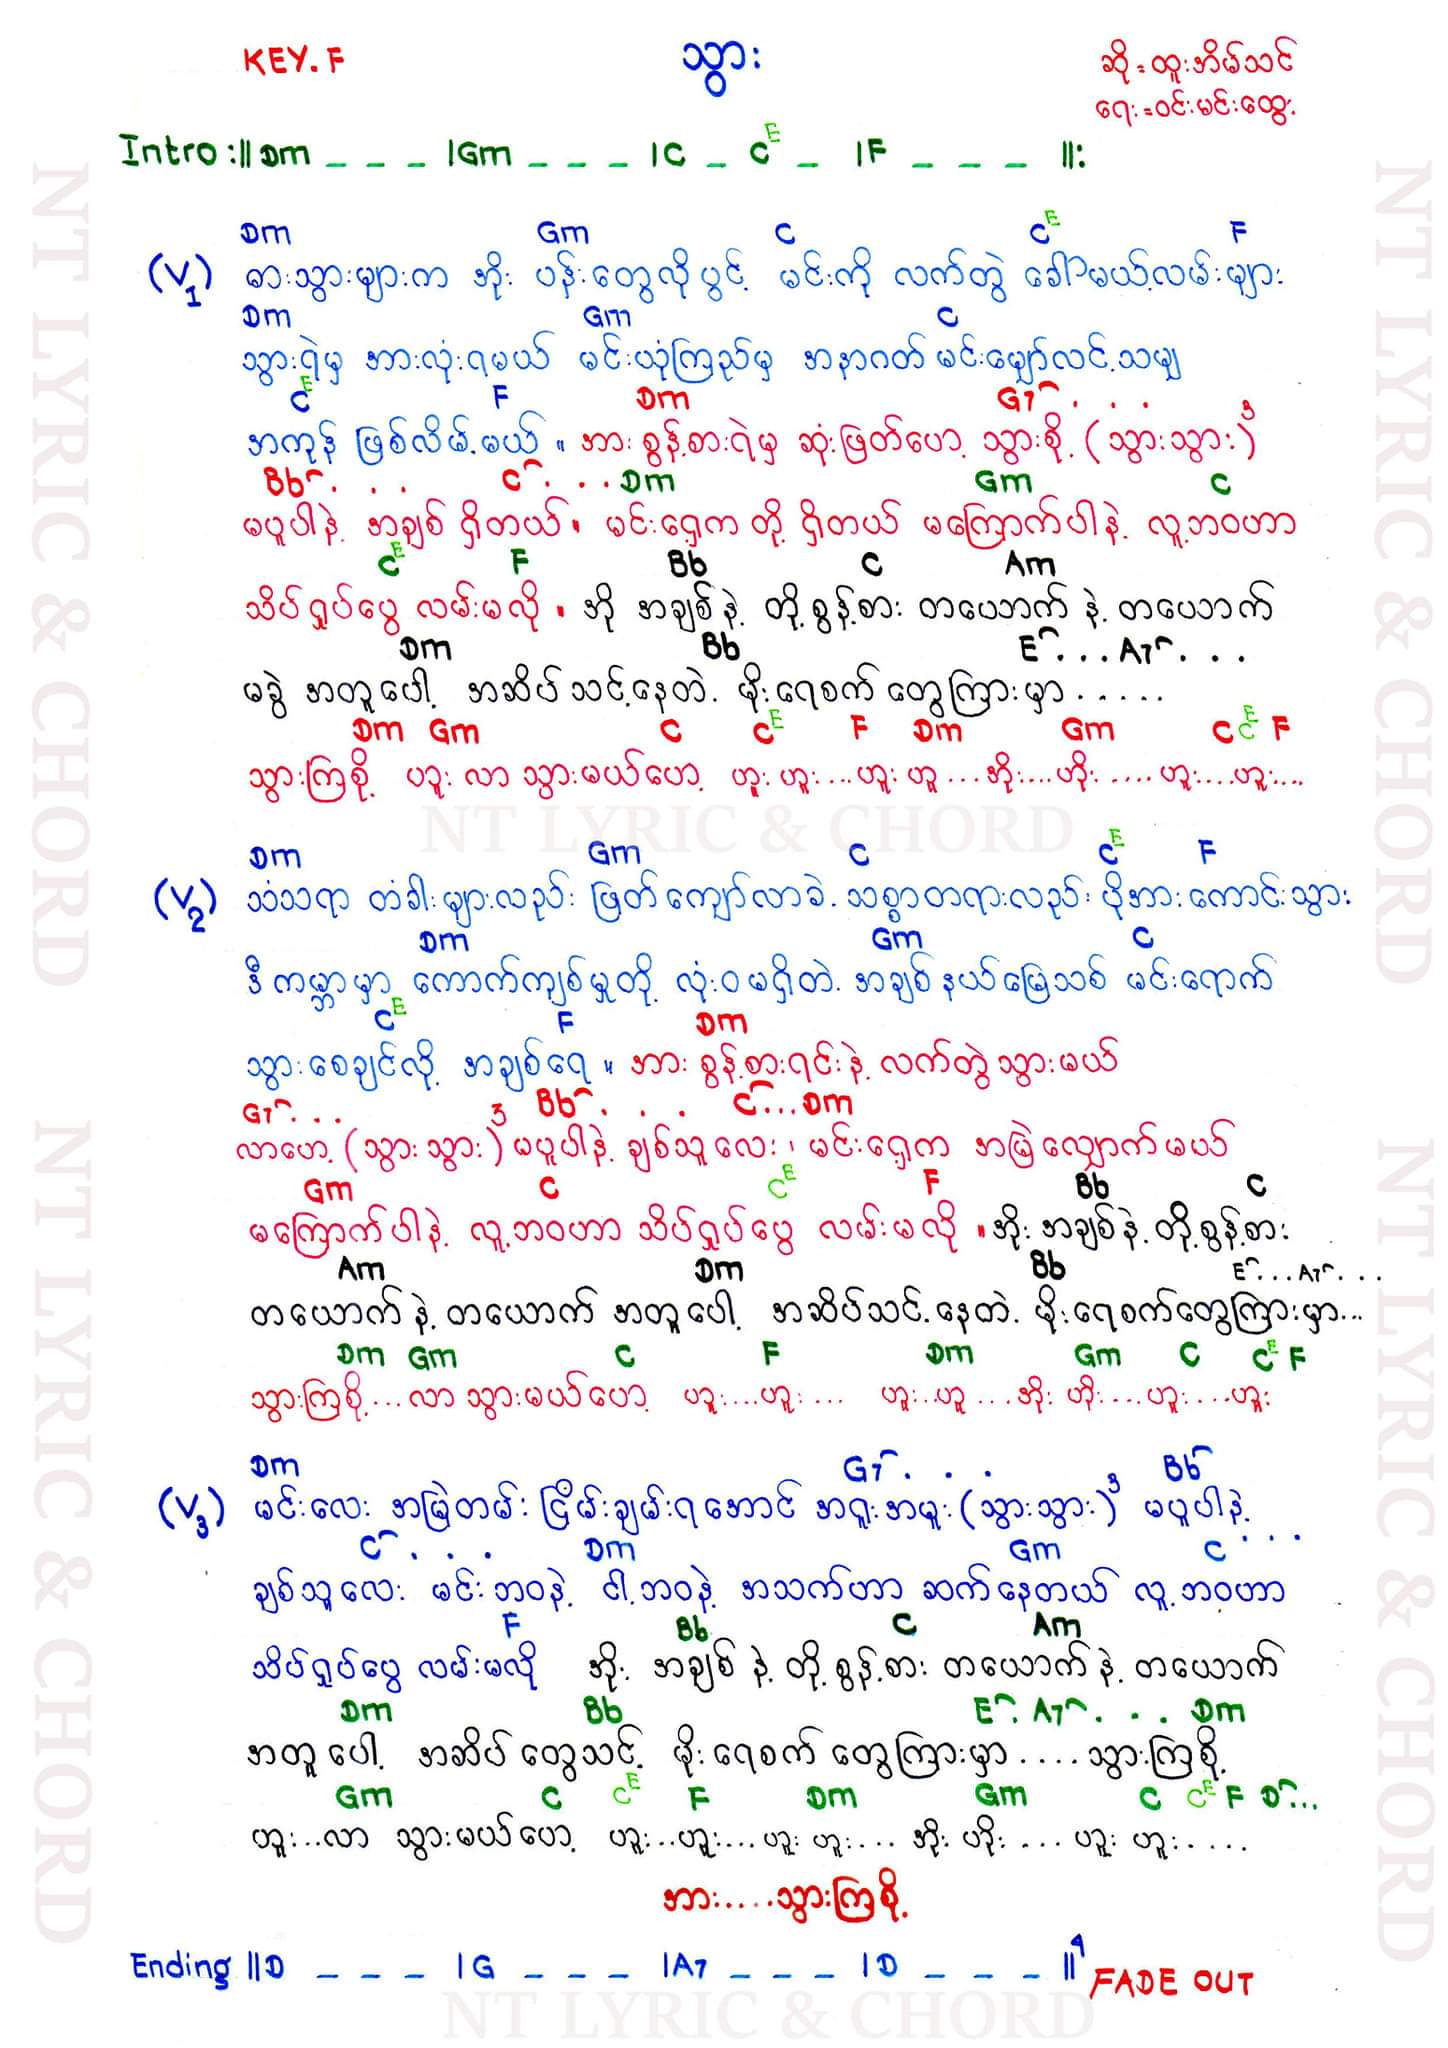 KEY.F
သွား
ဆို = ထူးအိမ်သင်
ရေး = ဝင်းမင်းထွေး
Intro :|| Dm _ _ _ |Gm _ _ _ |C _ C^E _ |F _ _ _ ||:
Dm Gm C C^E F
(V1) ဓားသွားများက အိုး ပန်းတွေလိုပွင့် မင်းကို လက်တွဲ ခေါ်မယ့်လမ်းများ
Dm Gm C
သွားရဲမှ အားလုံးရမယ် မင်းယုံကြည်မှ အနာဂတ် မင်းမျှော်လင့်သမျှ
C^E F Dm G7 . . .
အကုန် ဖြစ်လိမ့်မယ် ။ အား စွန့်စားရဲမှ ဆုံးဖြတ်ပေါ့ သွားစို့ (သွားသွား)3
Bb . . . C . . . Dm Gm C
မပူပါနဲ့ အချစ် ရှိတယ် ။ မင်းရှေ့က တို့ ရှိတယ် မကြောက်ပါနဲ့ လူ့ဘဝဟာ
C^E F Bb C Am
သိပ်ရှုပ်ပွေ လမ်းမလို ။ အို အချစ်နဲ့ တို့စွန့်စား တယောက် နဲ့ တယောက်
Dm Bb E . . . A7 . . .
မခွဲ အတူပေါ့ အဆိပ်သင့်နေတဲ့ မိုးရေစက် တွေကြားမှာ . . . . .
Dm Gm C C^E F Dm Gm C C^E F
သွားကြစို့ ဟူး လာ သွားမယ်ဟော့ ဟူး ဟူး ... ဟူး ဟူ ... အိုး ... ဟိုး .... ဟူး .... ဟူး ...
NT LYRIC & CHORD
Dm Gm C C^E F
(V2) သံသရာ တံခါးများလည်း ဖြတ်ကျော်လာခဲ့ သစ္စာတရားလည်း ပိုအားကောင်းသွား
Dm Gm C
ဒီကမ္ဘာမှာ ကောက်ကျစ်မှုတို့ လုံးဝမရှိတဲ့ အချစ်နယ်မြေသစ် မင်းရောက်
C^E F Dm
သွားစေချင်လို့ အချစ်ရေ ။ အား စွန့်စားရင်းနဲ့ လက်တွဲသွားမယ်
G7 . . . Bb . . . C ... Dm
လာဟော့ (သွားသွား)3 မပူပါနဲ့ ချစ်သူလေး ၊ မင်းရှေ့က အမြဲလျှောက်မယ်
Gm C C^E F Bb C
မကြောက်ပါနဲ့ လူ့ဘဝဟာ သိပ်ရှုပ်ပွေ လမ်းမလို ။ အိုး အချစ်နဲ့ တို့စွန့်စား
Am Dm Bb E . . . A7 . . .
တယောက်နဲ့ တယောက် အတူပေါ့ အဆိပ်သင့်နေတဲ့ မိုးရေစက်တွေကြားမှာ ...
Dm Gm C F Dm Gm C C^E F
သွားကြစို့ ... လာ သွားမယ်ဟော့ ဟူး ... ဟူး ... ဟူး ... ဟူ ... အိုး ဟိုး .... ဟူး .... ဟူး
Dm G7 . . . Bb
(V3) မင်းလေး အမြဲတမ်း ငြိမ်းချမ်းရအောင် အရူးအမူး (သွားသွား)3 မပူပါနဲ့
C . . . Dm Gm C . . .
ချစ်သူလေး မင်းဘဝနဲ့ ငါ့ဘဝနဲ့ အသက်ဟာ ဆက်နေတယ် လူ့ဘဝဟာ
F Bb C Am
သိပ်ရှုပ်ပွေ လမ်းမလို အိုး အချစ်နဲ့ တို့စွန့်စား တယောက်နဲ့ တယောက်
Dm Bb E . A7 . . . Dm
အတူပေါ့ အဆိပ်တွေသင့် မိုးရေစက် တွေကြားမှာ .... သွားကြစို့
Gm C C^E F Dm Gm C C^E F D ...
ဟူး ... လာ သွားမယ်ဟော့ ဟူး ... ဟူး ... ဟူး ဟူး ... အိုး ဟိုး ... ဟူး ဟူး ....
အား .... သွားကြစို့
Ending ||D _ _ _ |G _ _ _ |A7 _ _ _ |D _ _ _ ||4 FADE OUT
NT LYRIC & CHORD